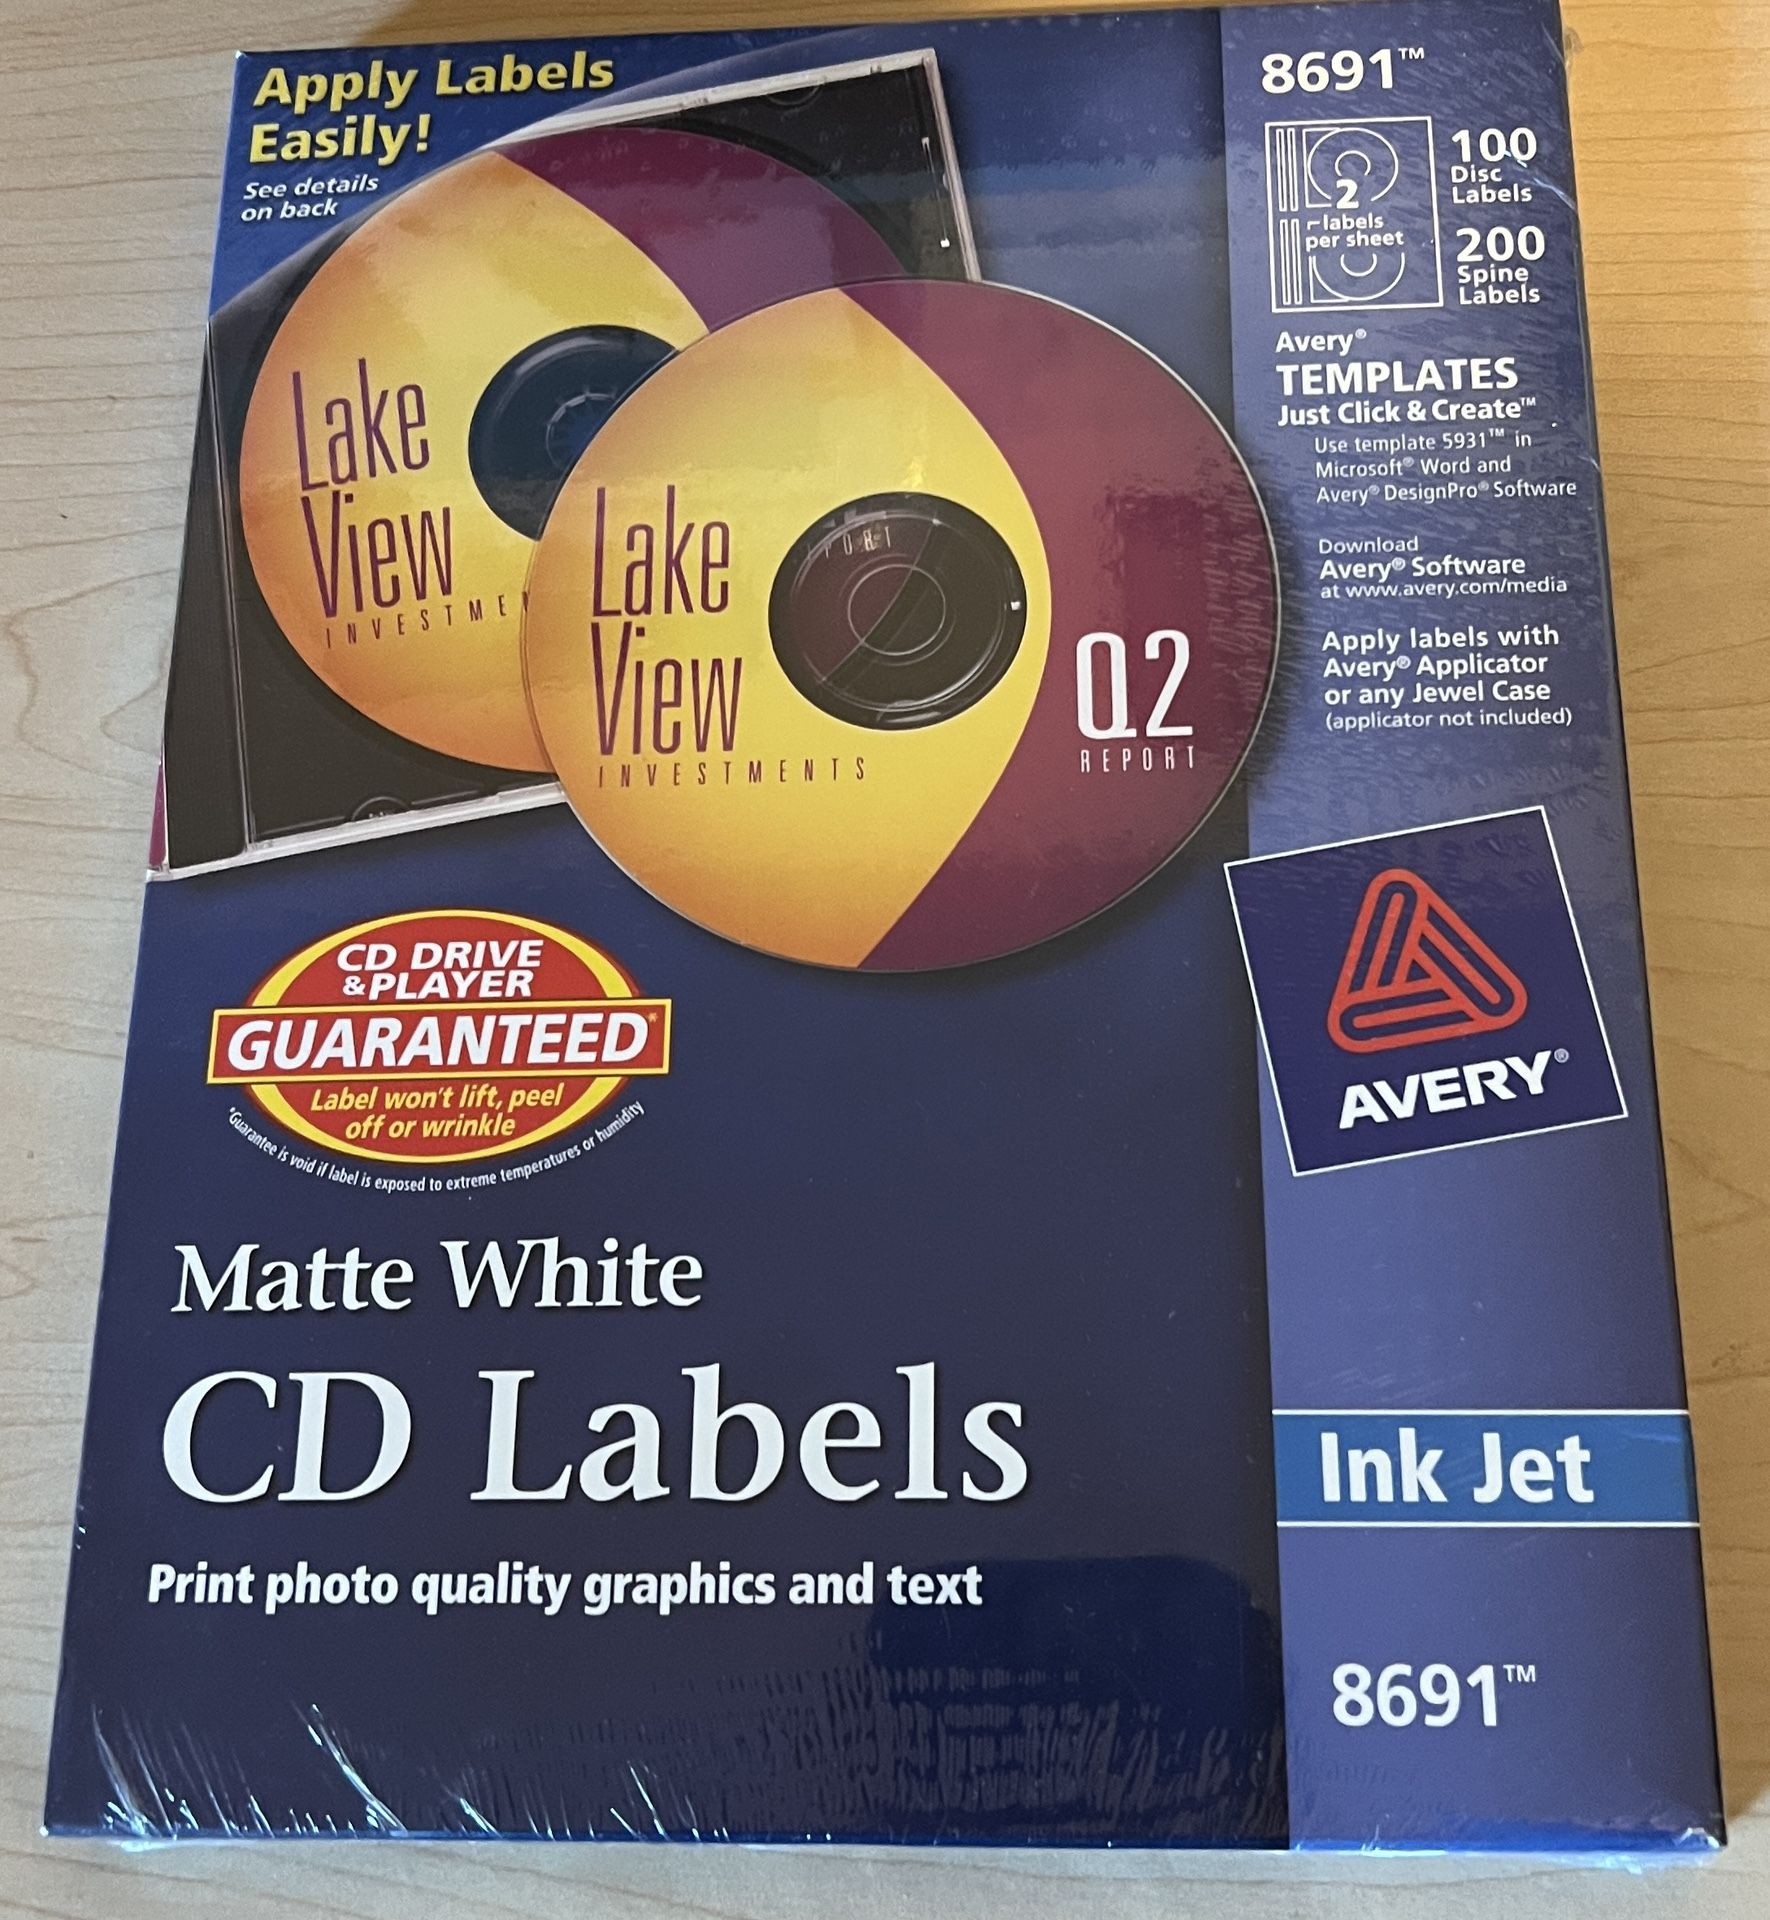 Apply Labels
Easily!
See details
on back
Lake
View
INVESTME
Lake
View
INVESTMENTS
Q2
REPORT
CD DRIVE
& PLAYER
GUARANTEED*
Label won't lift, peel
off or wrinkle
*Guarantee is void if label is exposed to extreme temperatures or humidity
Matte White
CD Labels
Print photo quality graphics and text
8691™
2
labels
per sheet
100
Disc
Labels
200
Spine
Labels
Avery®
TEMPLATES
Just Click & Create™
Use template 5931™ in
Microsoft® Word and
Avery® DesignPro® Software
Download
Avery® Software
at www.avery.com/media
Apply labels with
Avery® Applicator
or any Jewel Case
(applicator not included)
AVERY®
Ink Jet
8691™